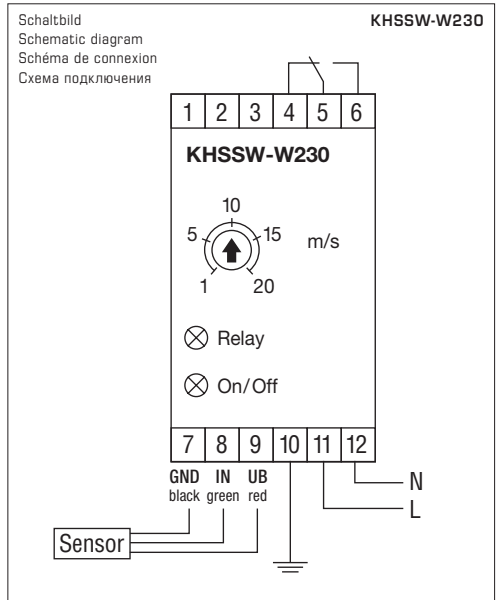 Schaltbild
KHSSW-W230
Schematic diagram
Schéma de connexion
Схема подключения
1 2 3 4 5 6
KHSSW-W230
10
5 15 m/s
1 20
Relay
On/Off
7 8 9 10 11 12
GND IN UB
black green red
N
L
Sensor